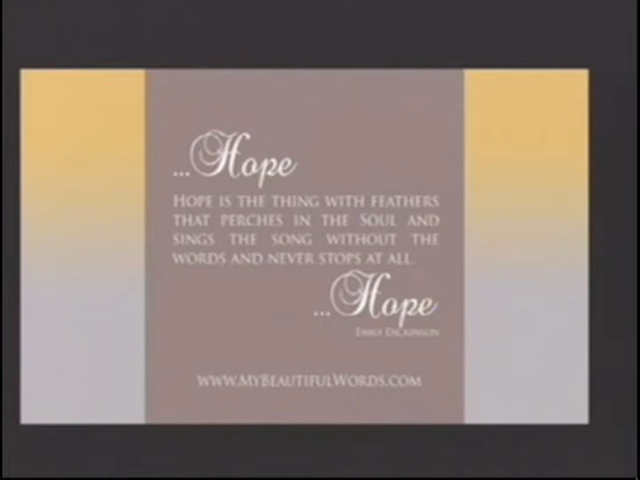 ...Hope
HOPE IS THE THING WITH FEATHERS
THAT PERCHES IN THE SOUL AND
SINGS THE SONG WITHOUT THE
WORDS AND NEVER STOPS AT ALL.
...Hope
EMILY DICKINSON
WWW.MYBEAUTIFULWORDS.COM